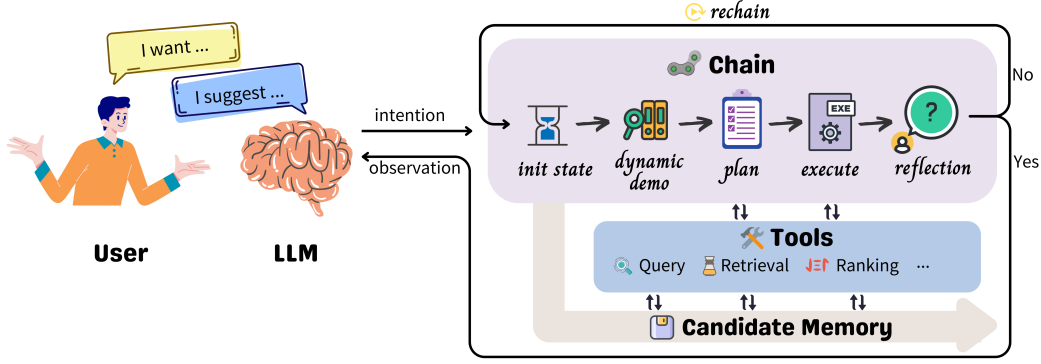 rechain
I want ...
I suggest ...
Chain
No
EXE
?
intention
observation
init state
dynamic
demo
plan
execute
reflection
Yes
User
LLM
Tools
Query
Retrieval
Ranking
...
Candidate Memory